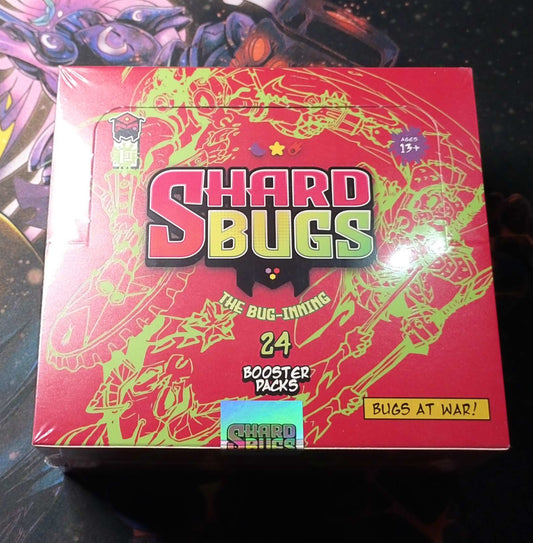 AGES
13+
SHARD
BUGS
THE BUG-INNING
24
BOOSTER
PACKS
BUGS AT WAR!
SHARD
BUGS